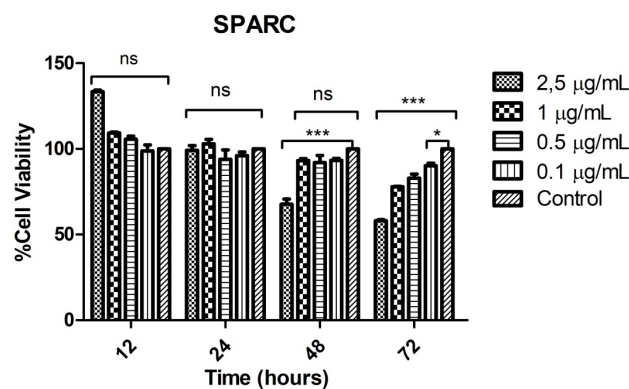 SPARC
%Cell Viability
150
100
50
0
ns
ns
ns
***
***
*
12
24
48
72
Time (hours)
2,5 µg/mL
1 µg/mL
0.5 µg/mL
0.1 µg/mL
Control